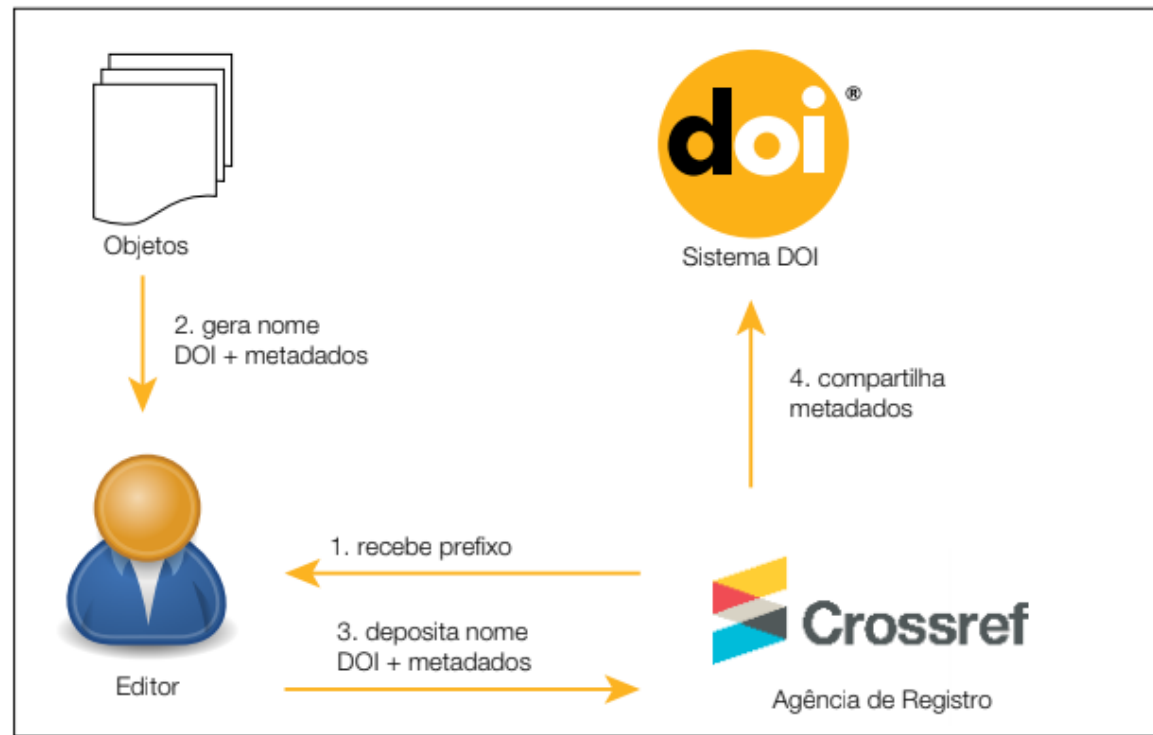 doi®
Objetos
Sistema DOI
2. gera nome
DOI + metadados
4. compartilha
metadados
1. recebe prefixo
3. deposita nome
DOI + metadados
Crossref
Editor
Agência de Registro